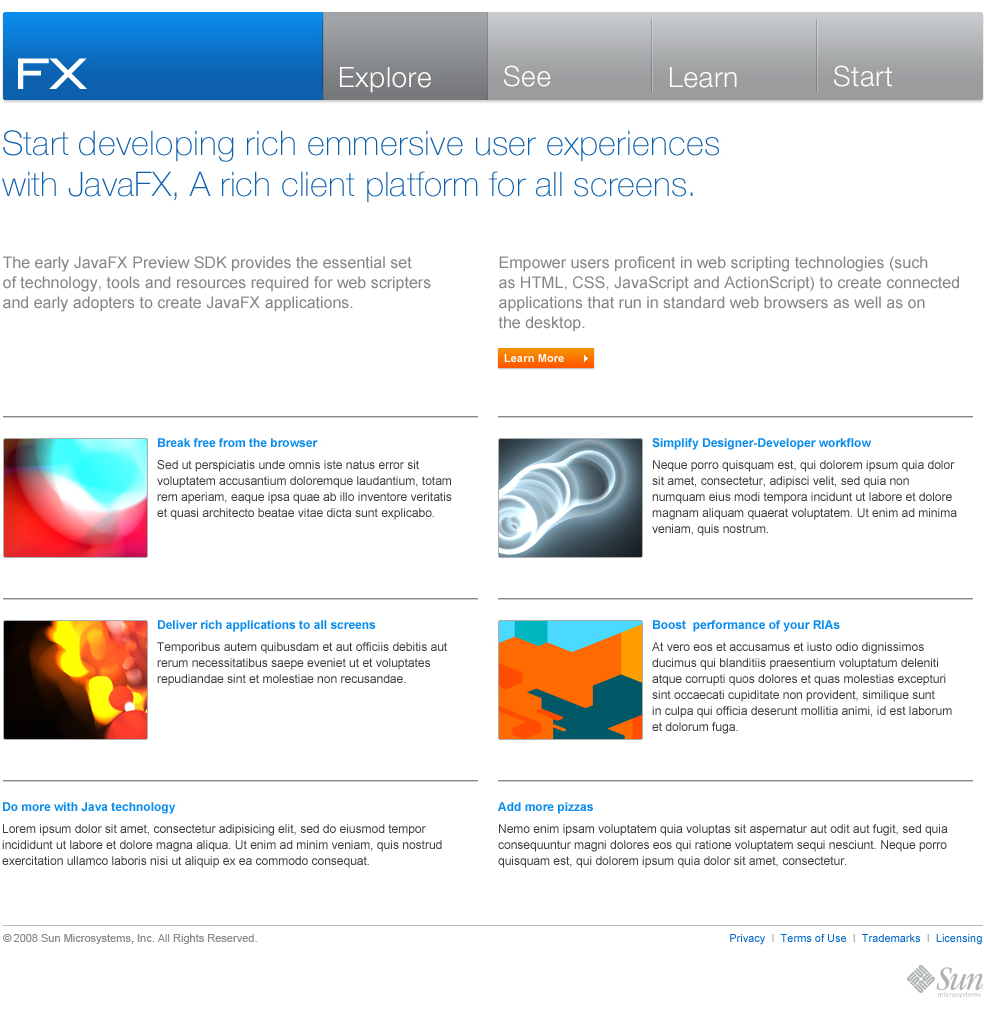 FX
Explore
See
Learn
Start
Start developing rich emmersive user experiences
with JavaFX, A rich client platform for all screens.
The early JavaFX Preview SDK provides the essential set
of technology, tools and resources required for web scripters
and early adopters to create JavaFX applications.
Empower users proficent in web scripting technologies (such
as HTML, CSS, JavaScript and ActionScript) to create connected
applications that run in standard web browsers as well as on
the desktop.
Learn More
Break free from the browser
Sed ut perspiciatis unde omnis iste natus error sit
voluptatem accusantium doloremque laudantium, totam
rem aperiam, eaque ipsa quae ab illo inventore veritatis
et quasi architecto beatae vitae dicta sunt explicabo.
Simplify Designer-Developer workflow
Neque porro quisquam est, qui dolorem ipsum quia dolor
sit amet, consectetur, adipisci velit, sed quia non
numquam eius modi tempora incidunt ut labore et dolore
magnam aliquam quaerat voluptatem. Ut enim ad minima
veniam, quis nostrum.
Deliver rich applications to all screens
Temporibus autem quibusdam et aut officiis debitis aut
rerum necessitatibus saepe eveniet ut et voluptates
repudiandae sint et molestiae non recusandae.
Boost performance of your RIAs
At vero eos et accusamus et iusto odio dignissimos
ducimus qui blanditiis praesentium voluptatum deleniti
atque corrupti quos dolores et quas molestias excepturi
sint occaecati cupiditate non provident, similique sunt
in culpa qui officia deserunt mollitia animi, id est laborum
et dolorum fuga.
Do more with Java technology
Lorem ipsum dolor sit amet, consectetur adipisicing elit, sed do eiusmod tempor
incididunt ut labore et dolore magna aliqua. Ut enim ad minim veniam, quis nostrud
exercitation ullamco laboris nisi ut aliquip ex ea commodo consequat.
Add more pizzas
Nemo enim ipsam voluptatem quia voluptas sit aspernatur aut odit aut fugit, sed quia
consequuntur magni dolores eos qui ratione voluptatem sequi nesciunt. Neque porro
quisquam est, qui dolorem ipsum quia dolor sit amet, consectetur.
© 2008 Sun Microsystems, Inc. All Rights Reserved.
Privacy | Terms of Use | Trademarks | Licensing
Sun
microsystems